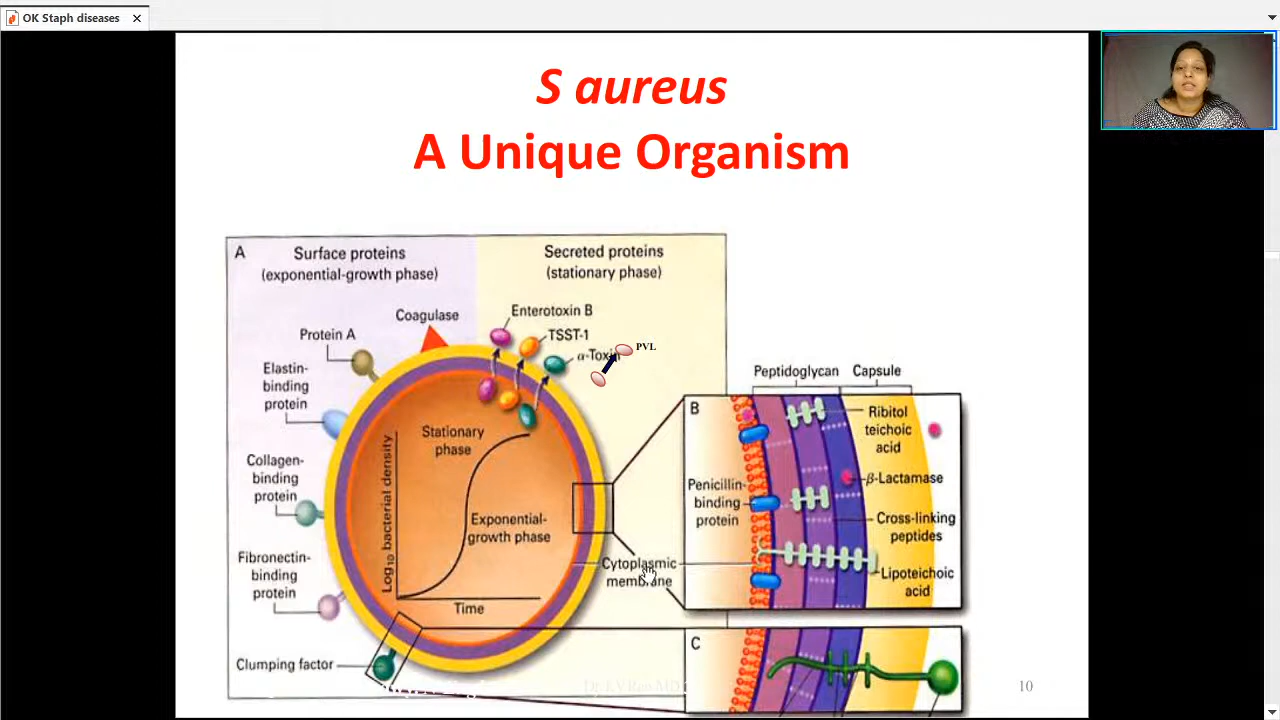 OK Staph diseases
S aureus
A Unique Organism
A
Surface proteins
(exponential-growth phase)
Secreted proteins
(stationary phase)
Coagulase
Enterotoxin B
Protein A
TSST-1
α-Toxin
PVL
Elastin-
binding
protein
Collagen-
binding
protein
Fibronectin-
binding
protein
Clumping factor
Log10 bacterial density
Stationary
phase
Exponential-
growth phase
Time
Cytoplasmic
membrane
Peptidoglycan
Capsule
B
Ribitol
teichoic
acid
Penicillin-
binding
protein
β-Lactamase
Cross-linking
peptides
Lipoteichoic
acid
C
10